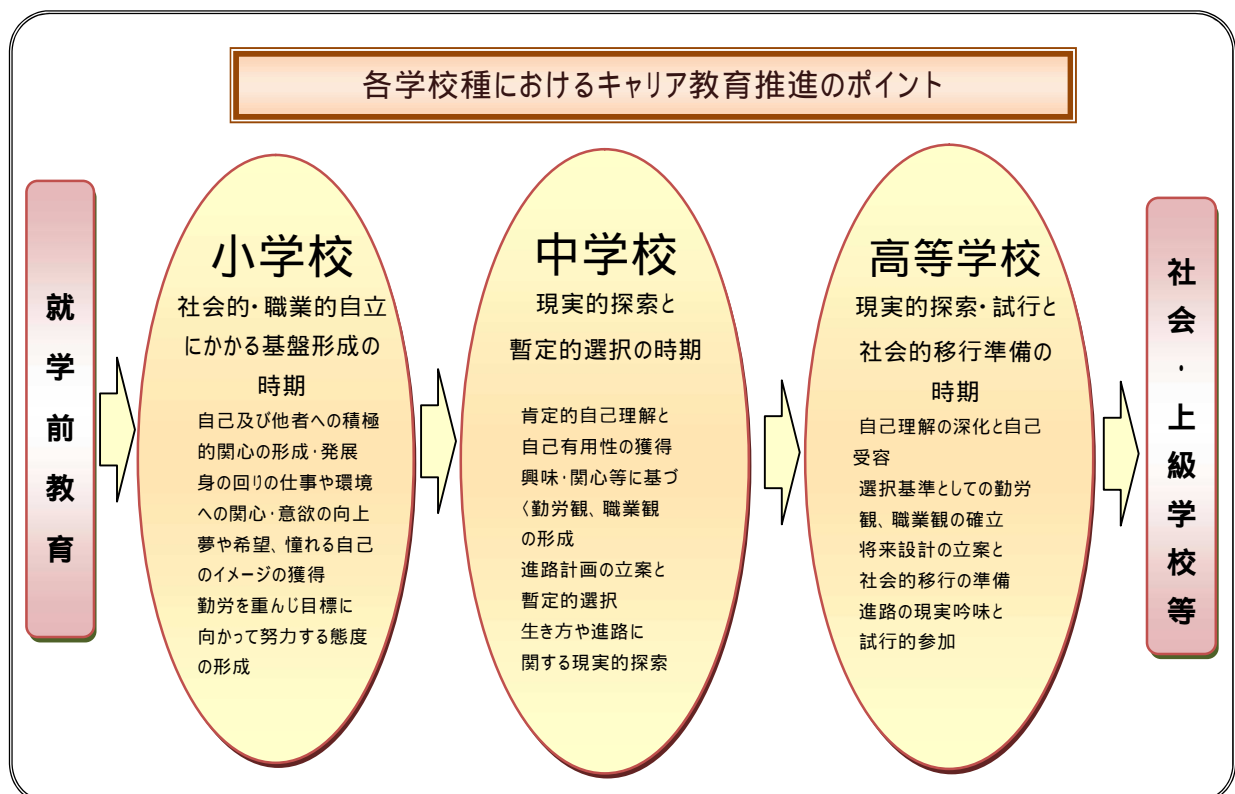 各学校種におけるキャリア教育推進のポイント
就学前教育
小学校
社会的・職業的自立
にかかる基盤形成の
時期
自己及び他者への積極
的関心の形成・発展
身の回りの仕事や環境
への関心・意欲の向上
夢や希望、憧れる自己
のイメージの獲得
勤労を重んじ目標に
向かって努力する態度
の形成
中学校
現実的探索と
暫定的選択の時期
肯定的自己理解と
自己有用性の獲得
興味・関心等に基づ
く勤労観、職業観
の形成
進路計画の立案と
暫定的選択
生き方や進路に
関する現実的探索
高等学校
現実的探索・試行と
社会的移行準備の
時期
自己理解の深化と自己
受容
選択基準としての勤労
観、職業観の確立
将来設計の立案と
社会的移行の準備
進路の現実吟味と
試行的参加
社会・上級学校等